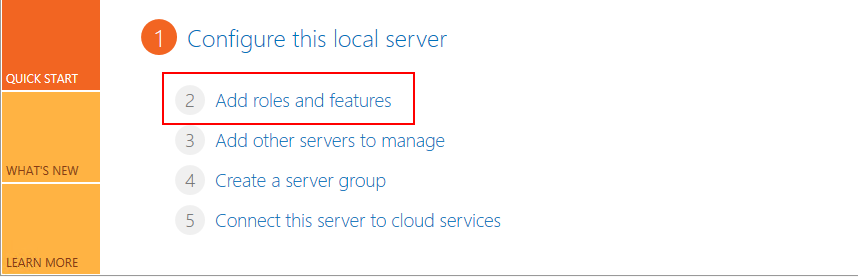 1 Configure this local server
QUICK START
2 Add roles and features
3 Add other servers to manage
WHAT'S NEW
4 Create a server group
5 Connect this server to cloud services
LEARN MORE